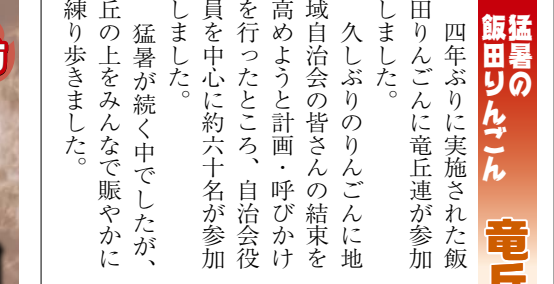 猛暑の
飯田りんごん
竜丘
四年ぶりに実施された飯
田りんごんに竜丘連が参加
しました。
久しぶりのりんごんに地
域自治会の皆さんの結束を
高めようと計画・呼びかけ
を行ったところ、自治会役
員を中心に約六十名が参加
しました。
猛暑が続く中でしたが、
丘の上をみんなで賑やかに
練り歩きました。